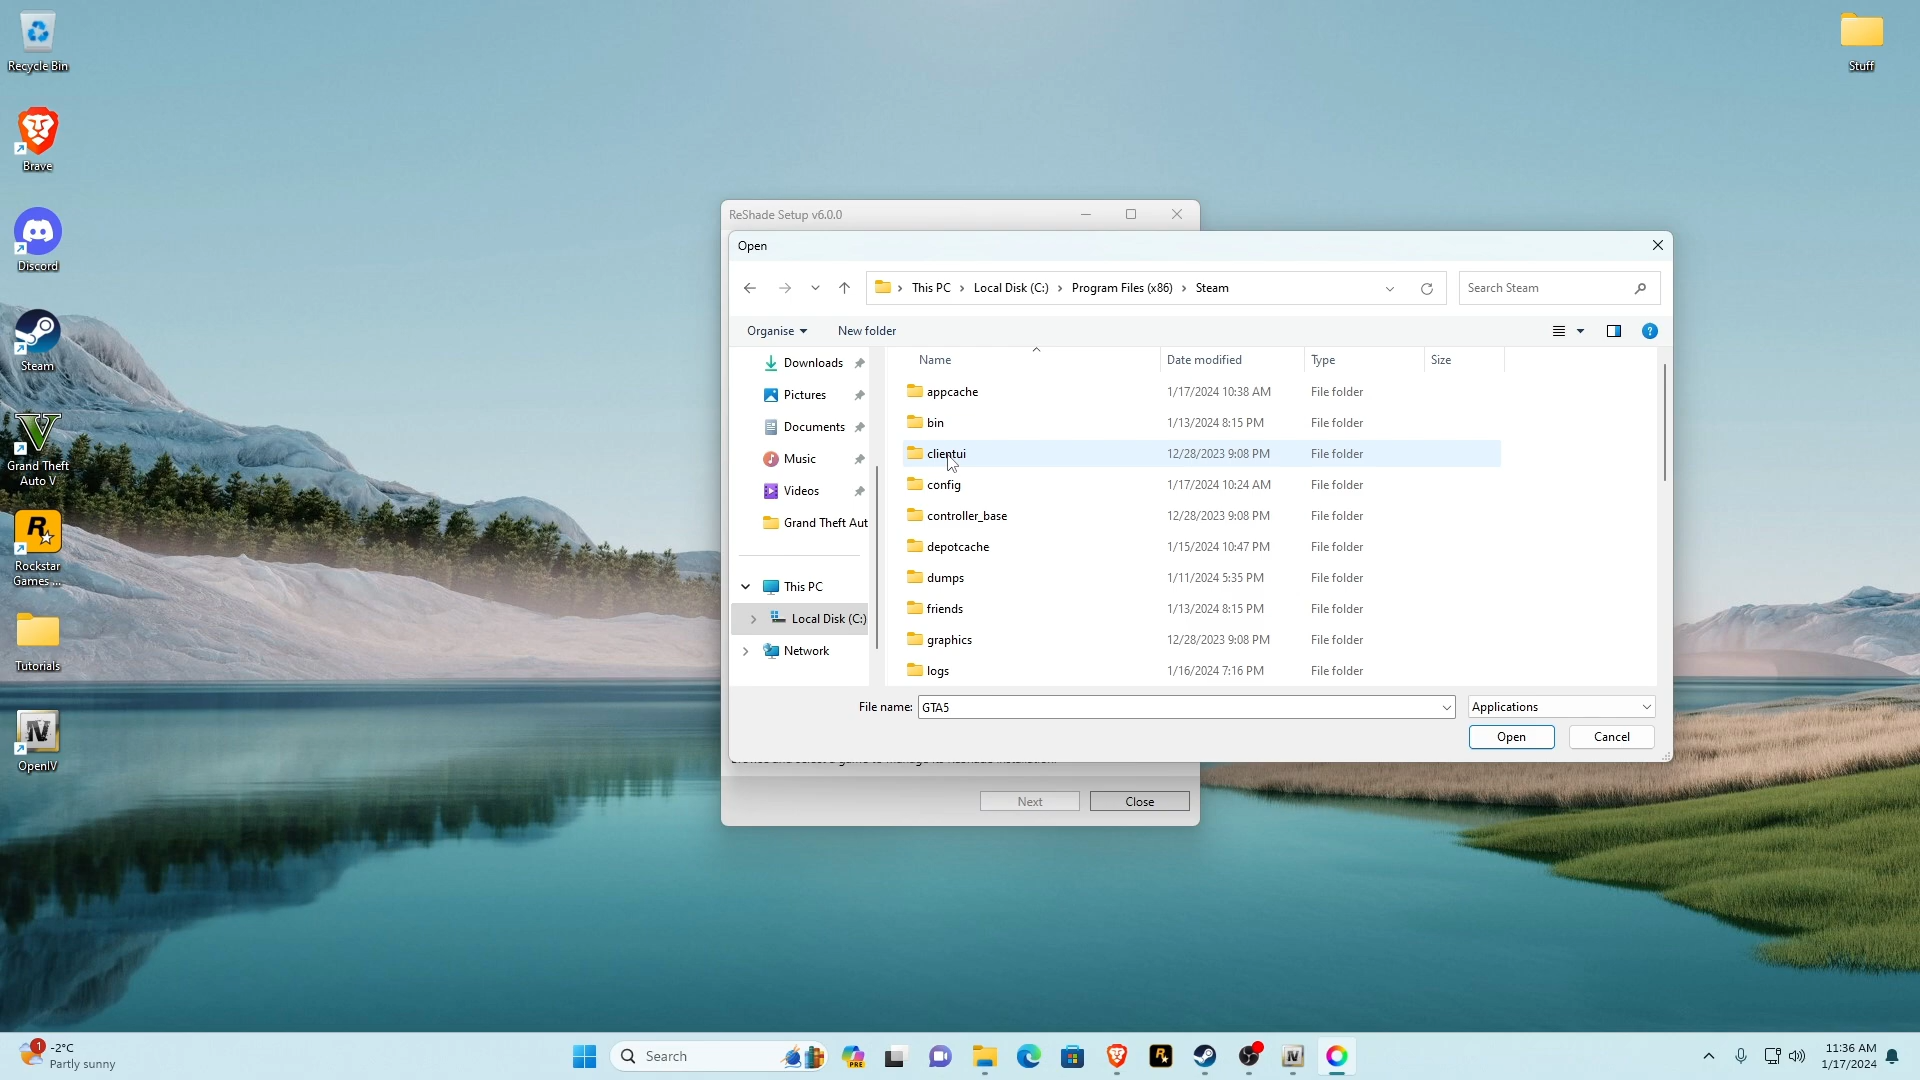 Recycle Bin
Brave
Discord
Steam
Grand Theft
Auto V
Rockstar
Games ...
Tutorials
OpenIV
Stuff
ReShade Setup v6.0.0
Open
This PC
Local Disk (C:)
Program Files (x86)
Steam
Search Steam
Organise
New folder
Downloads
Pictures
Documents
Music
Videos
Grand Theft Aut
This PC
Local Disk (C:)
Network
Name Date modified Type Size
appcache 1/17/2024 10:38 AM File folder
bin 1/13/2024 8:15 PM File folder
clientui 12/28/2023 9:08 PM File folder
config 1/17/2024 10:24 AM File folder
controller_base 12/28/2023 9:08 PM File folder
depotcache 1/15/2024 10:47 PM File folder
dumps 1/11/2024 5:35 PM File folder
friends 1/13/2024 8:15 PM File folder
graphics 12/28/2023 9:08 PM File folder
logs 1/16/2024 7:16 PM File folder
File name: GTA5
Applications
Open
Cancel
Next
Close
1
-2°C
Partly sunny
Search
PRE
11:36 AM
1/17/2024